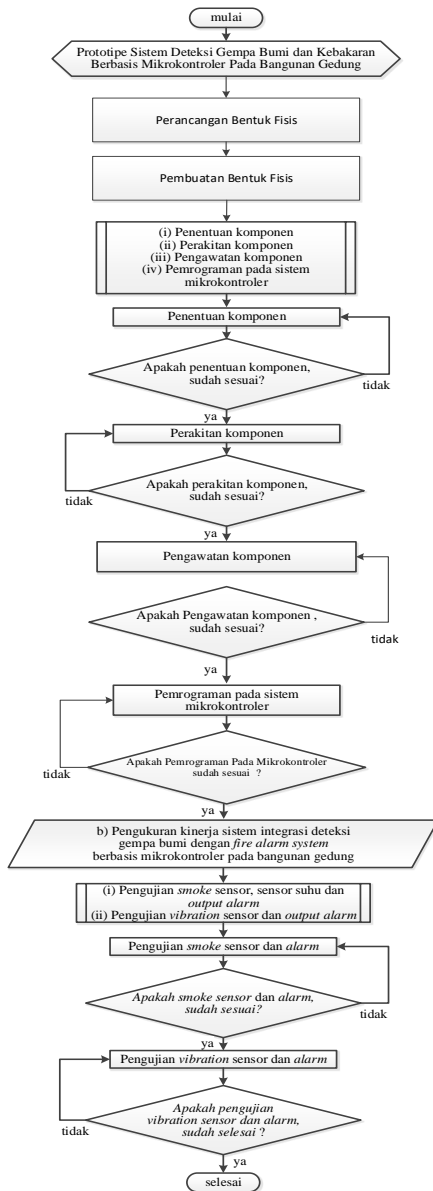 mulai
Prototipe Sistem Deteksi Gempa Bumi dan Kebakaran
Berbasis Mikrokontroler Pada Bangunan Gedung
Perancangan Bentuk Fisis
Pembuatan Bentuk Fisis
(i) Penentuan komponen
(ii) Perakitan komponen
(iii) Pengawatan komponen
(iv) Pemrograman pada sistem
mikrokontroler
Penentuan komponen
Apakah penentuan komponen,
sudah sesuai?
tidak
ya
Perakitan komponen
Apakah perakitan komponen,
sudah sesuai?
tidak
ya
Pengawatan komponen
Apakah Pengawatan komponen ,
sudah sesuai?
tidak
ya
Pemrograman pada sistem
mikrokontroler
Apakah Pemrograman Pada Mikrokontroler
sudah sesuai ?
tidak
ya
b) Pengukuran kinerja sistem integrasi deteksi
gempa bumi dengan fire alarm system
berbasis mikrokontroler pada bangunan gedung
(i) Pengujian smoke sensor, sensor suhu dan
output alarm
(ii) Pengujian vibration sensor dan output alarm
Pengujian smoke sensor dan alarm
Apakah smoke sensor dan alarm,
sudah sesuai?
tidak
ya
Pengujian vibration sensor dan alarm
Apakah pengujian
vibration sensor dan alarm,
sudah selesai ?
tidak
ya
selesai